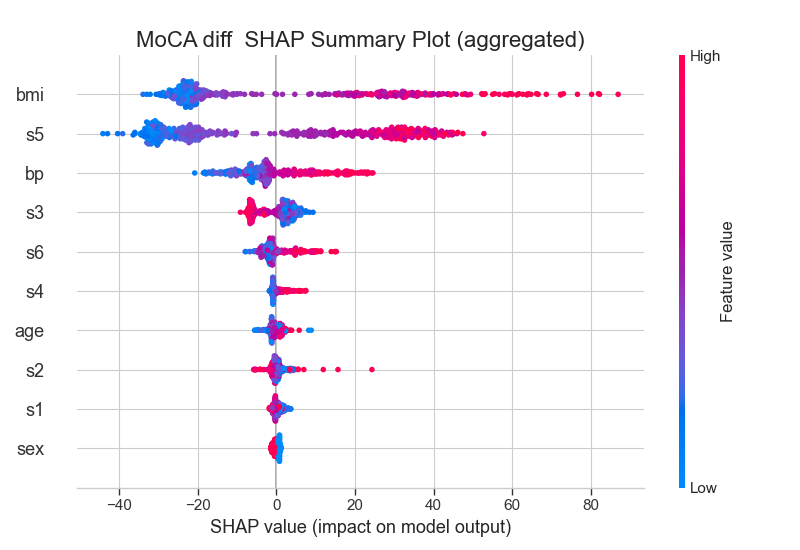 MoCA diff  SHAP Summary Plot (aggregated)
High
bmi
s5
bp
s3
s6
s4
age
s2
s1
sex
Feature value
Low
−40 −20 0 20 40 60 80
SHAP value (impact on model output)